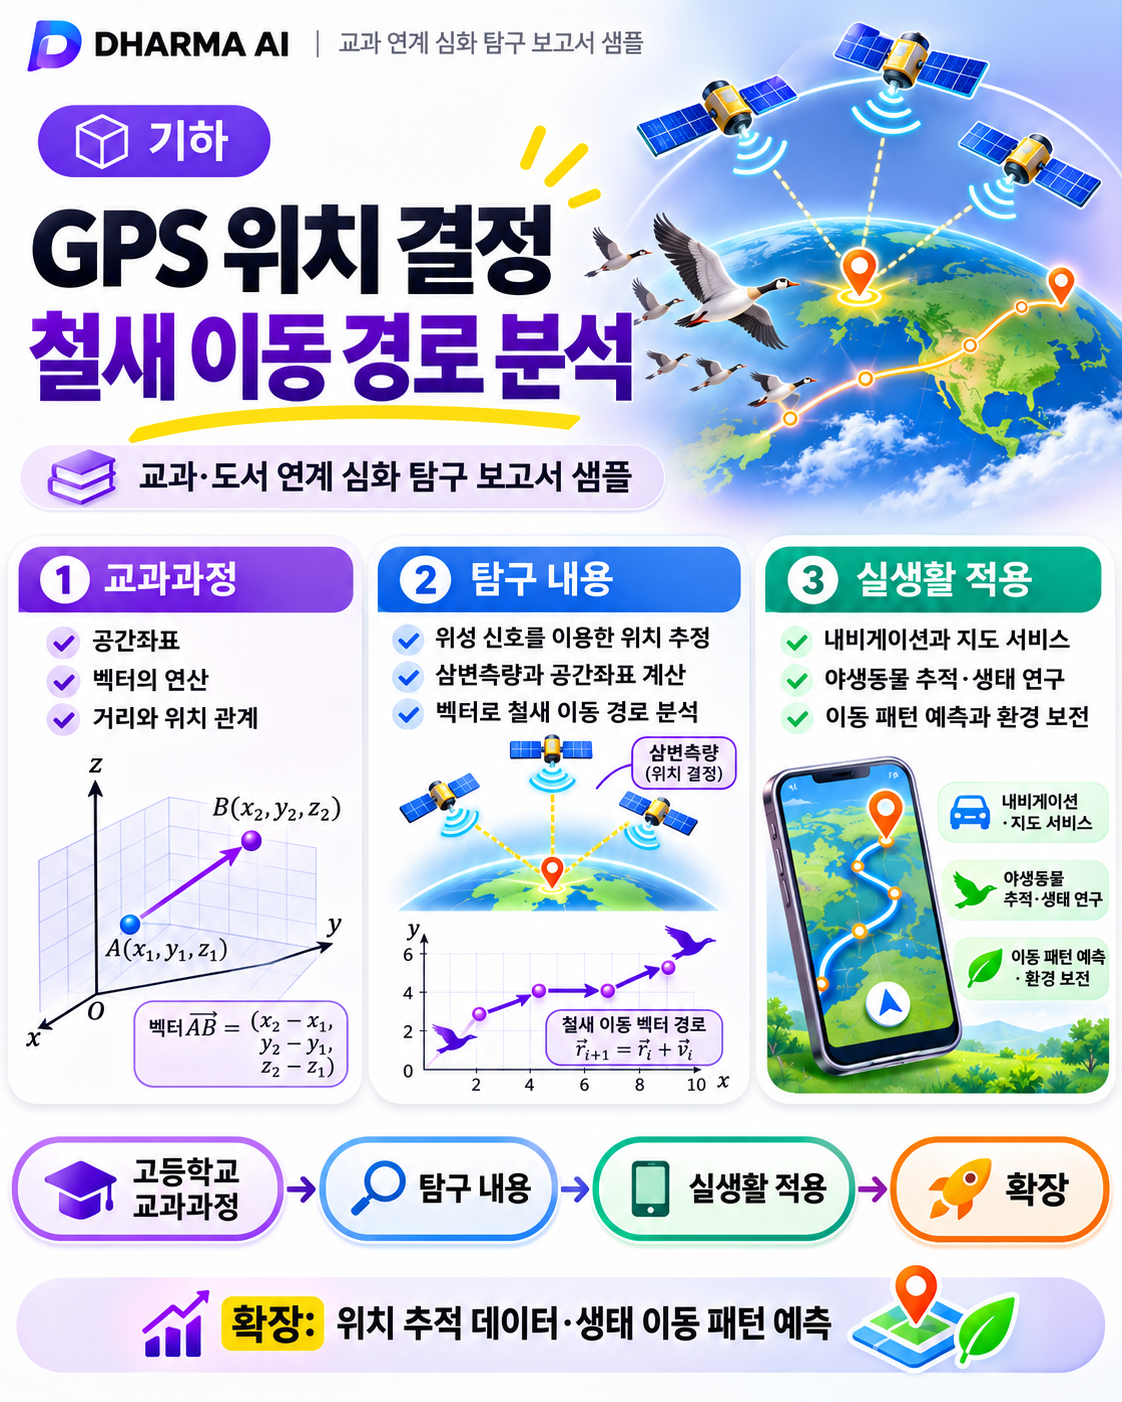 DHARMA AI | 교과 연계 심화 탐구 보고서 샘플
기하
GPS 위치 결정
철새 이동 경로 분석
교과·도서 연계 심화 탐구 보고서 샘플
1 교과과정
공간좌표
벡터의 연산
거리와 위치 관계
z
B(x₂, y₂, z₂)
y
A(x₁, y₁, z₁)
O
x
벡터 \overrightarrow{AB} = (x₂ − x₁,
y₂ − y₁,
z₂ − z₁)
2 탐구 내용
위성 신호를 이용한 위치 추정
삼변측량과 공간좌표 계산
벡터로 철새 이동 경로 분석
삼변측량
(위치 결정)
y
6
4
2
0
2 4 6 8 10 x
철새 이동 벡터 경로
\vec{r}_{i+1} = \vec{r}_i + \vec{v}_i
3 실생활 적용
내비게이션과 지도 서비스
야생동물 추적·생태 연구
이동 패턴 예측과 환경 보전
내비게이션
·지도 서비스
야생동물
추적·생태 연구
이동 패턴 예측
·환경 보전
고등학교
교과과정
탐구 내용
실생활 적용
확장
확장: 위치 추적 데이터·생태 이동 패턴 예측